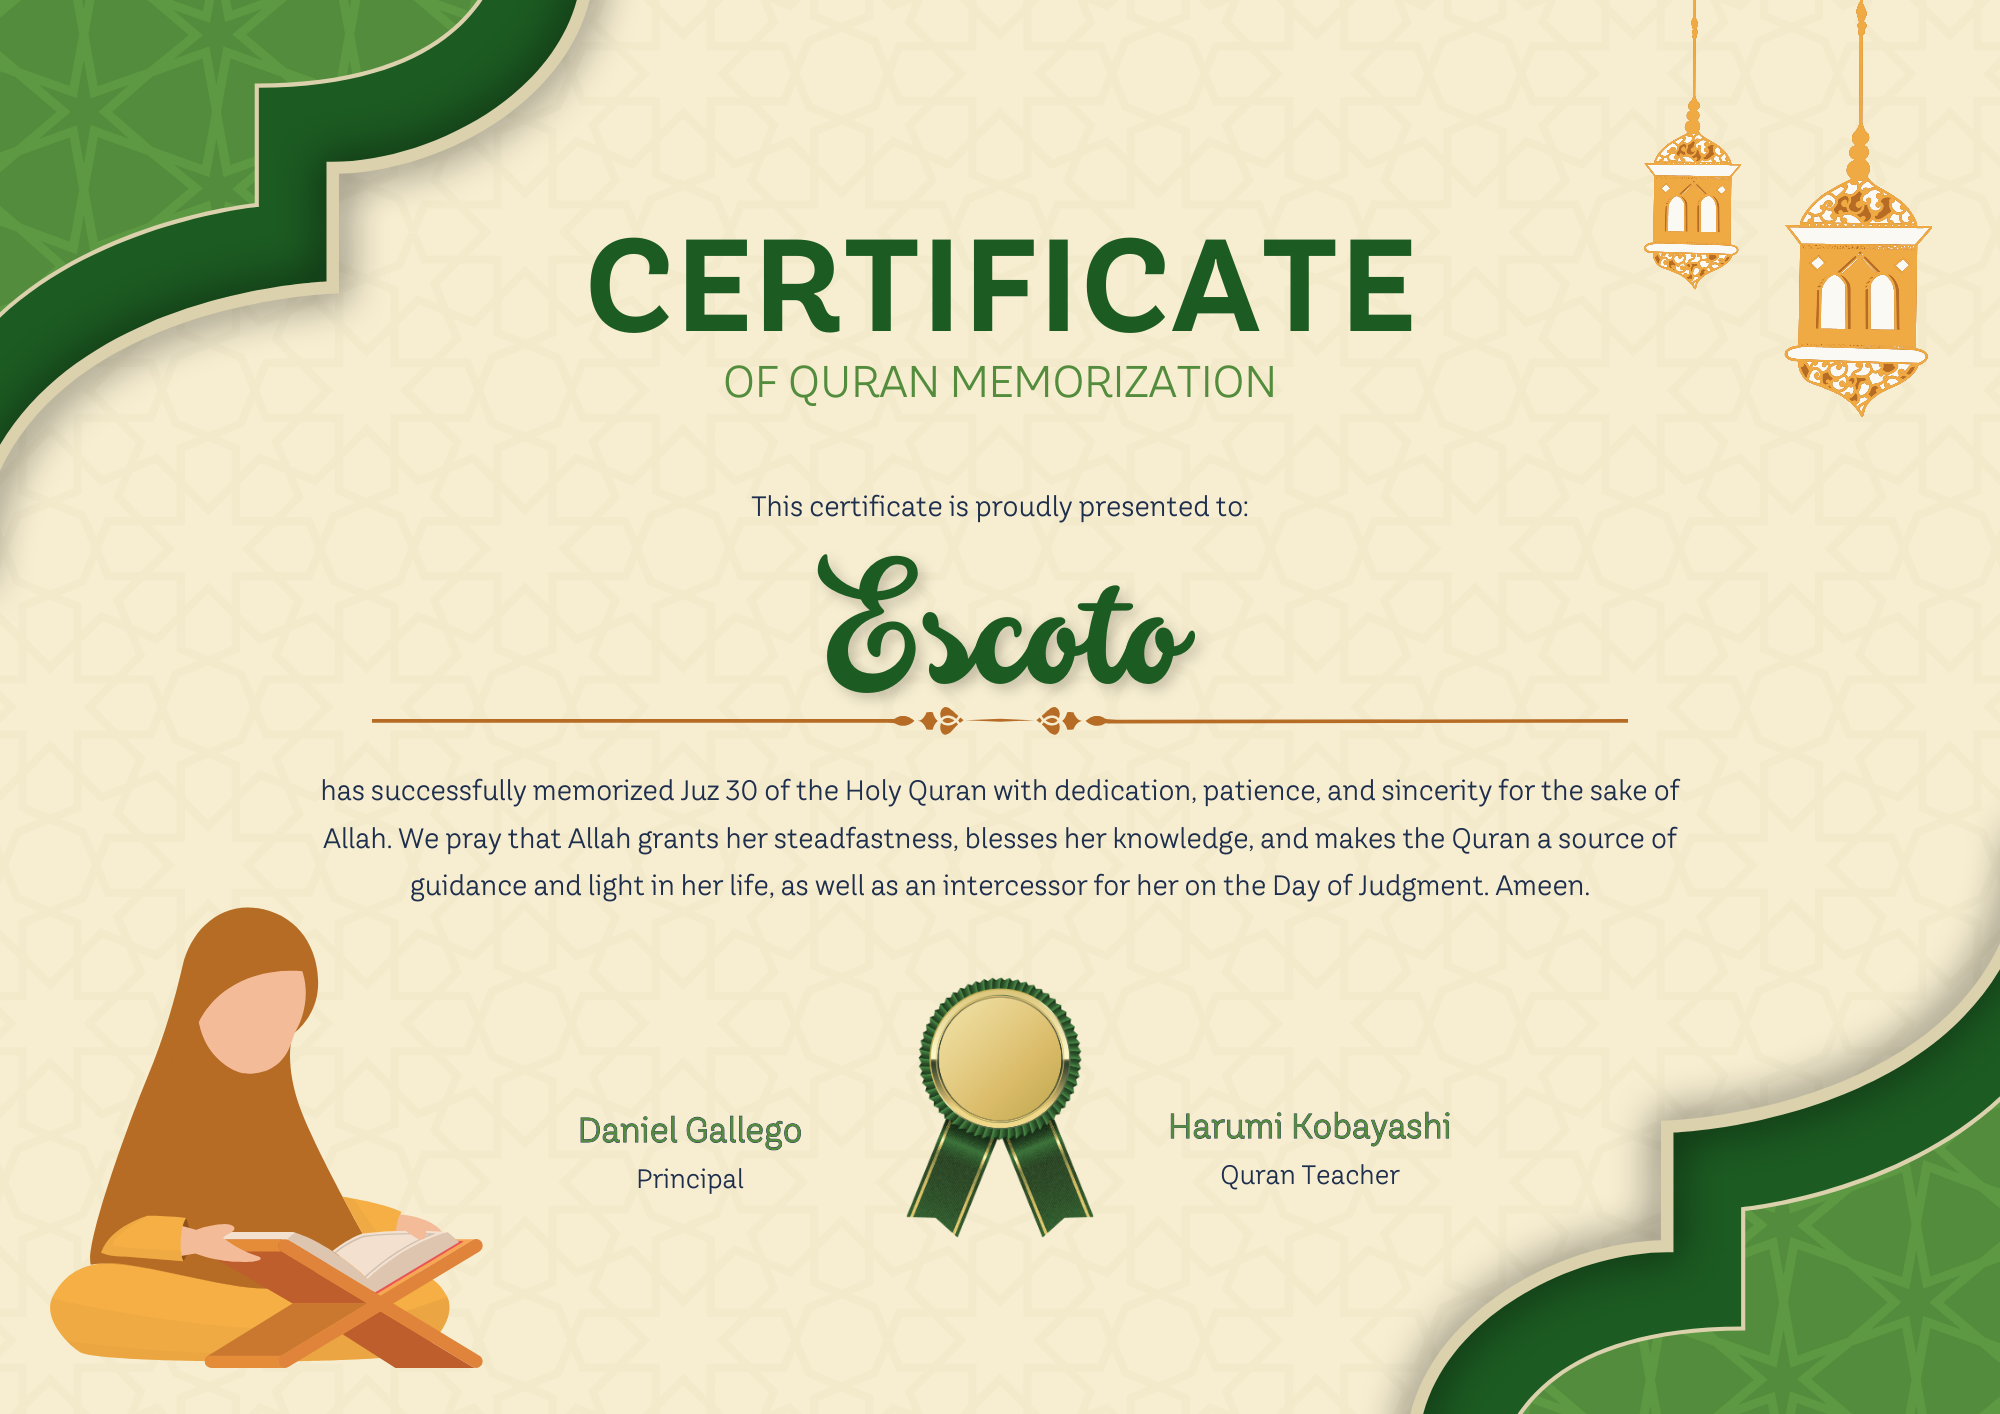 CERTIFICATE
OF QURAN MEMORIZATION
This certificate is proudly presented to:
Escoto
has successfully memorized Juz 30 of the Holy Quran with dedication, patience, and sincerity for the sake of
Allah. We pray that Allah grants her steadfastness, blesses her knowledge, and makes the Quran a source of
guidance and light in her life, as well as an intercessor for her on the Day of Judgment. Ameen.
Daniel Gallego
Principal
Harumi Kobayashi
Quran Teacher